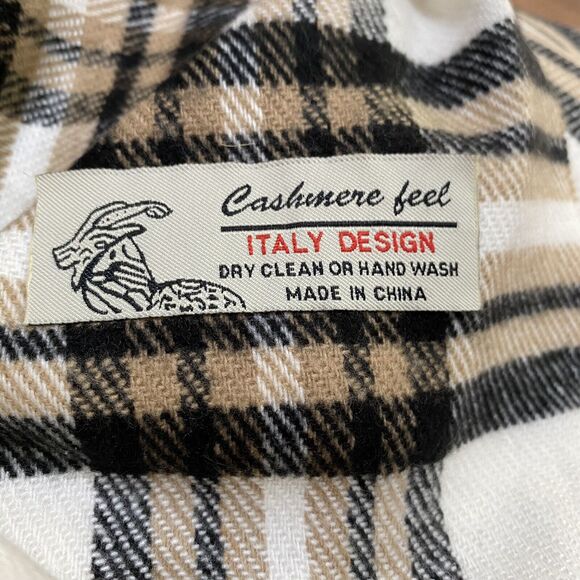 Cashmere feel
ITALY DESIGN
DRY CLEAN OR HAND WASH
MADE IN CHINA